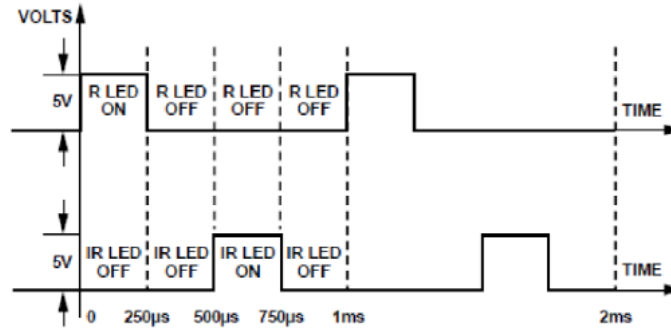 VOLTS
5V
R LED
ON
R LED
OFF
R LED
OFF
R LED
OFF
TIME
5V
IR LED
OFF
IR LED
OFF
IR LED
ON
IR LED
OFF
TIME
0 250µs 500µs 750µs 1ms 2ms